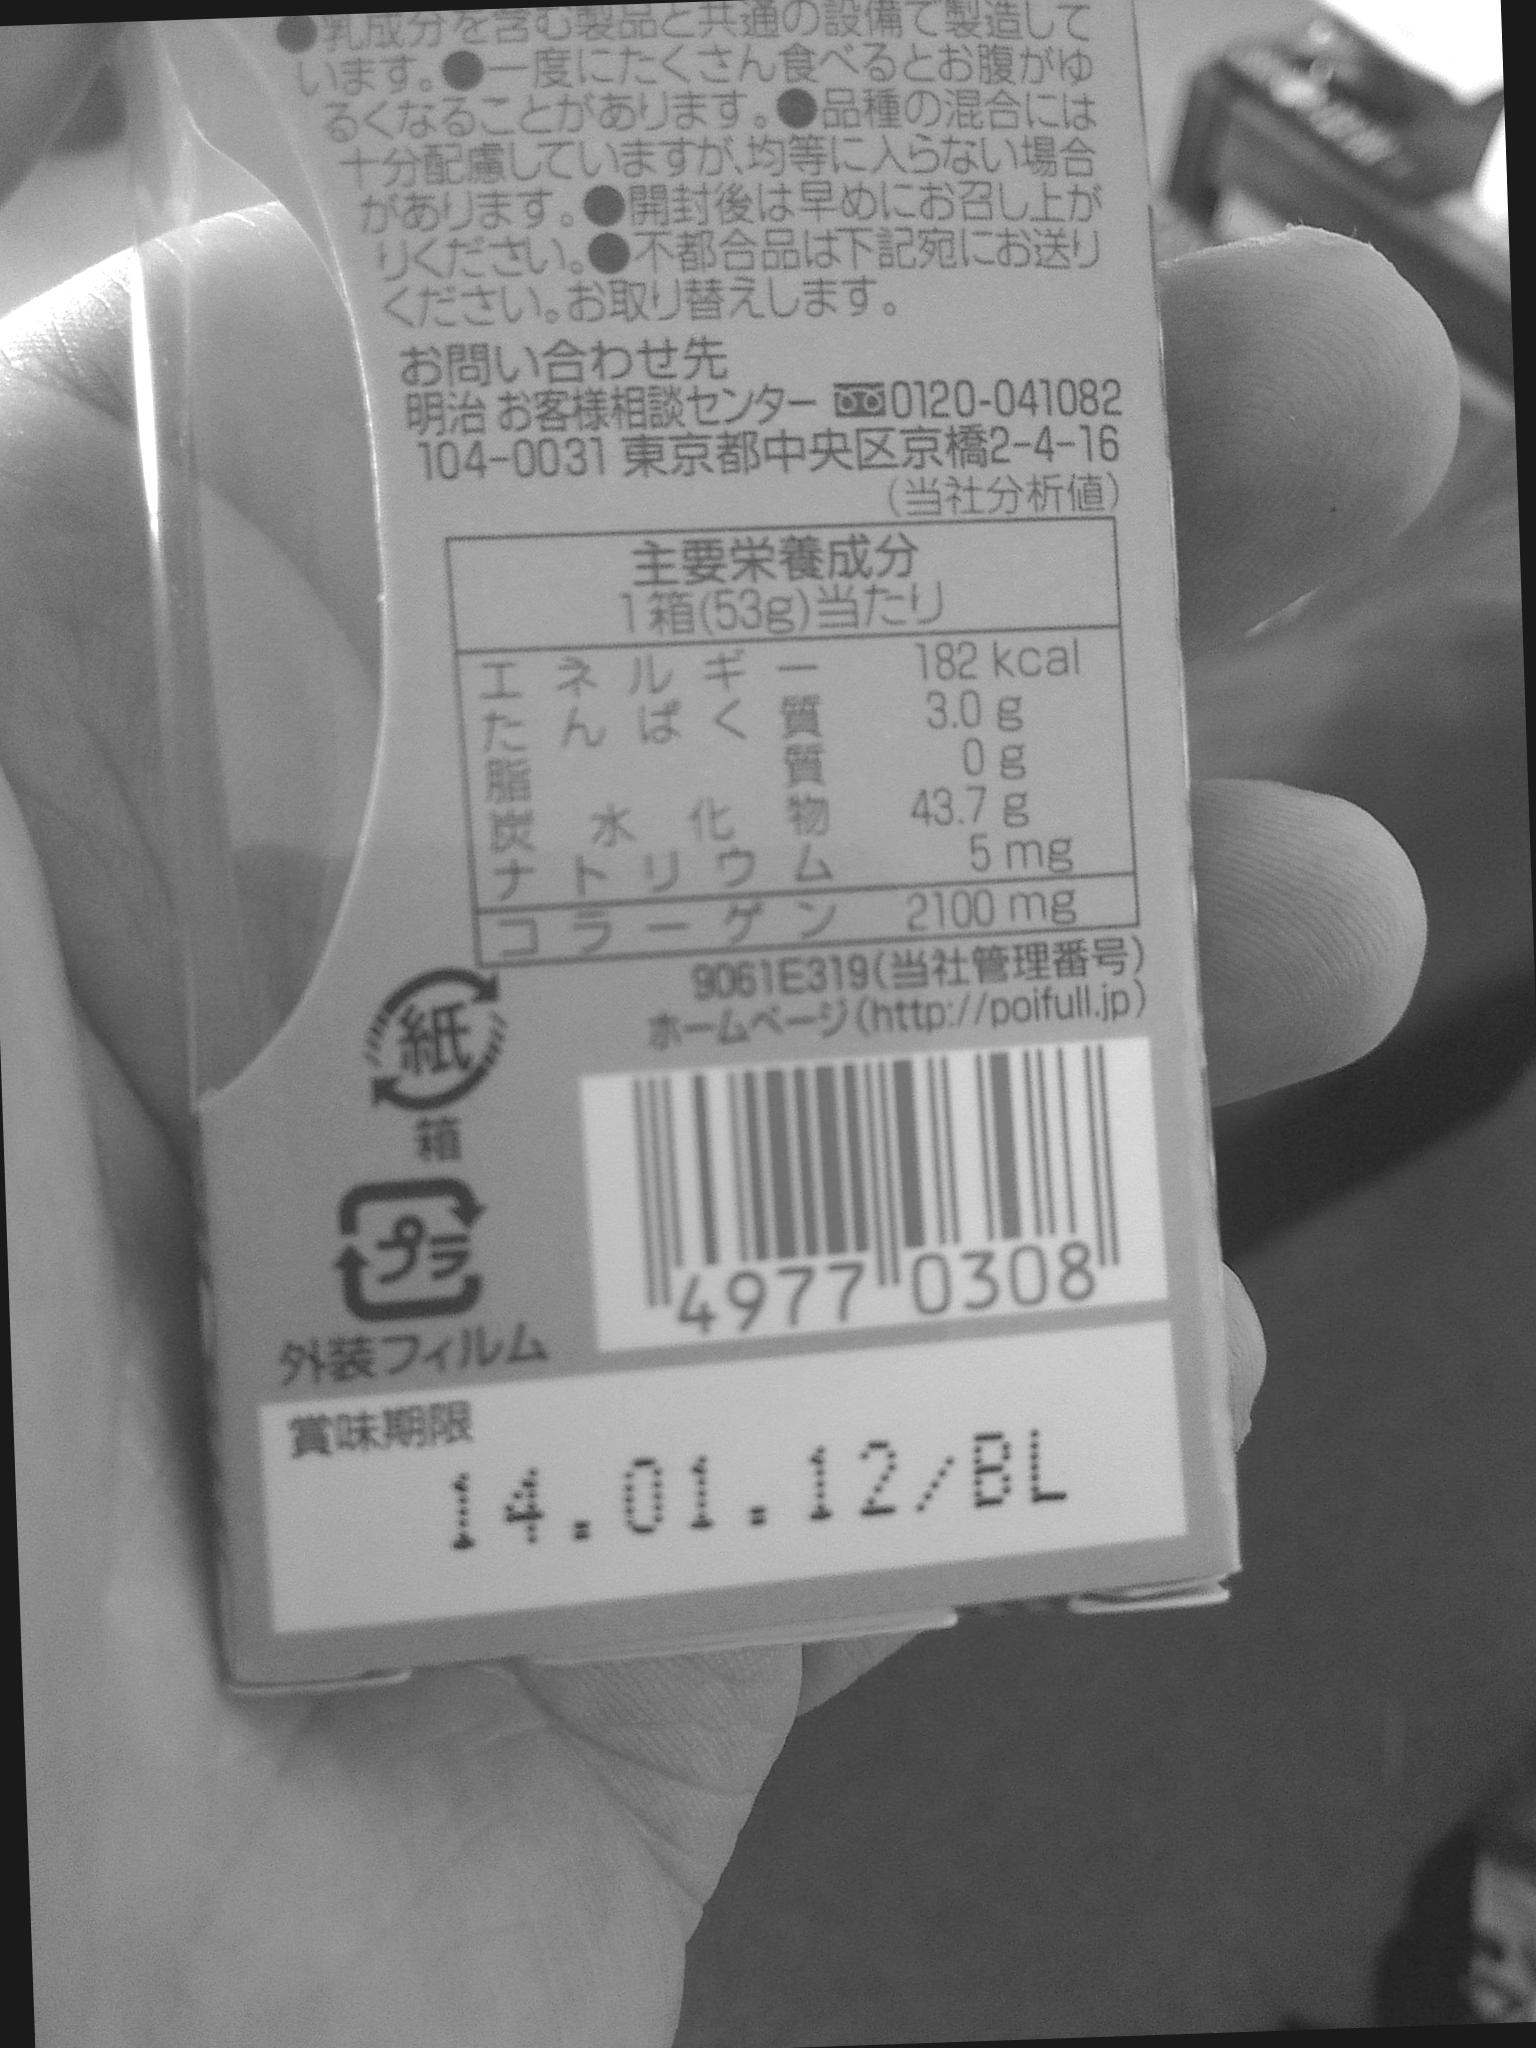 ●乳成分を含む製品と共通の設備で製造して
います。●一度にたくさん食べるとお腹がゆ
るくなることがあります。●品種の混合には
十分配慮していますが、均等に入らない場合
があります。●開封後は早めにお召し上が
りください。●不都合品は下記宛にお送り
ください。お取り替えします。
お問い合わせ先
明治 お客様相談センター 0120-041082
104-0031 東京都中央区京橋2-4-16
(当社分析値)
主要栄養成分
1箱(53g)当たり
エネルギー 182 kcal
たんぱく質 3.0 g
脂質 0 g
炭水化物 43.7 g
ナトリウム 5 mg
コラーゲン 2100 mg
9061E319(当社管理番号)
ホームページ(http://poifull.jp)
紙
箱
プラ
外装フィルム
4977 0308
賞味期限
14.01.12/BL